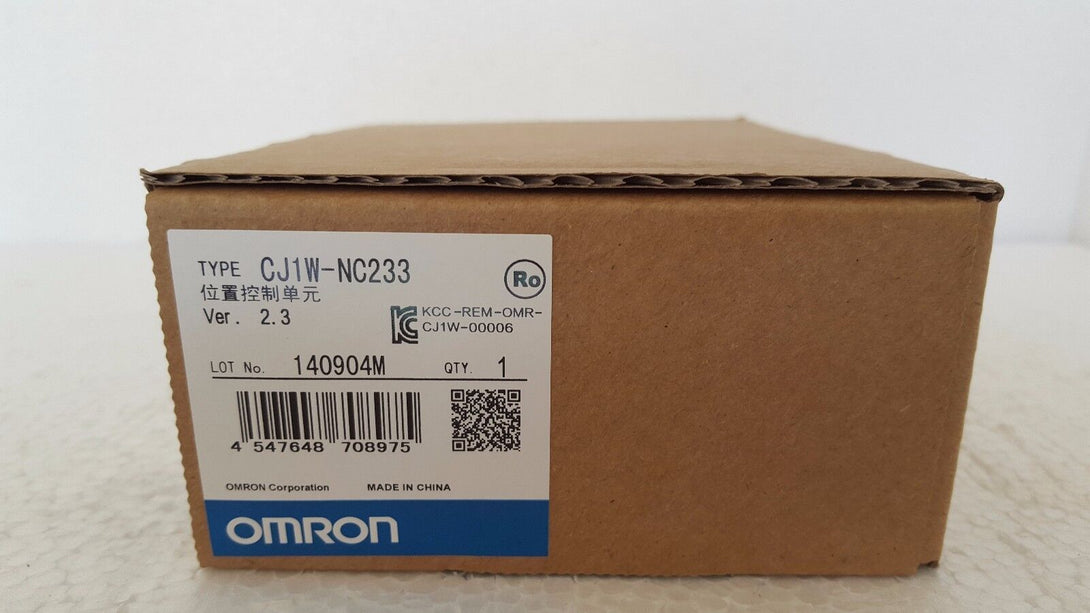 TYPE CJ1W-NC233
Ro
位置控制单元
Ver. 2.3
KCC-REM-OMR-
CJ1W-00006
LOT No. 140904M QTY. 1
4 547648 708975
OMRON Corporation MADE IN CHINA
OMRON